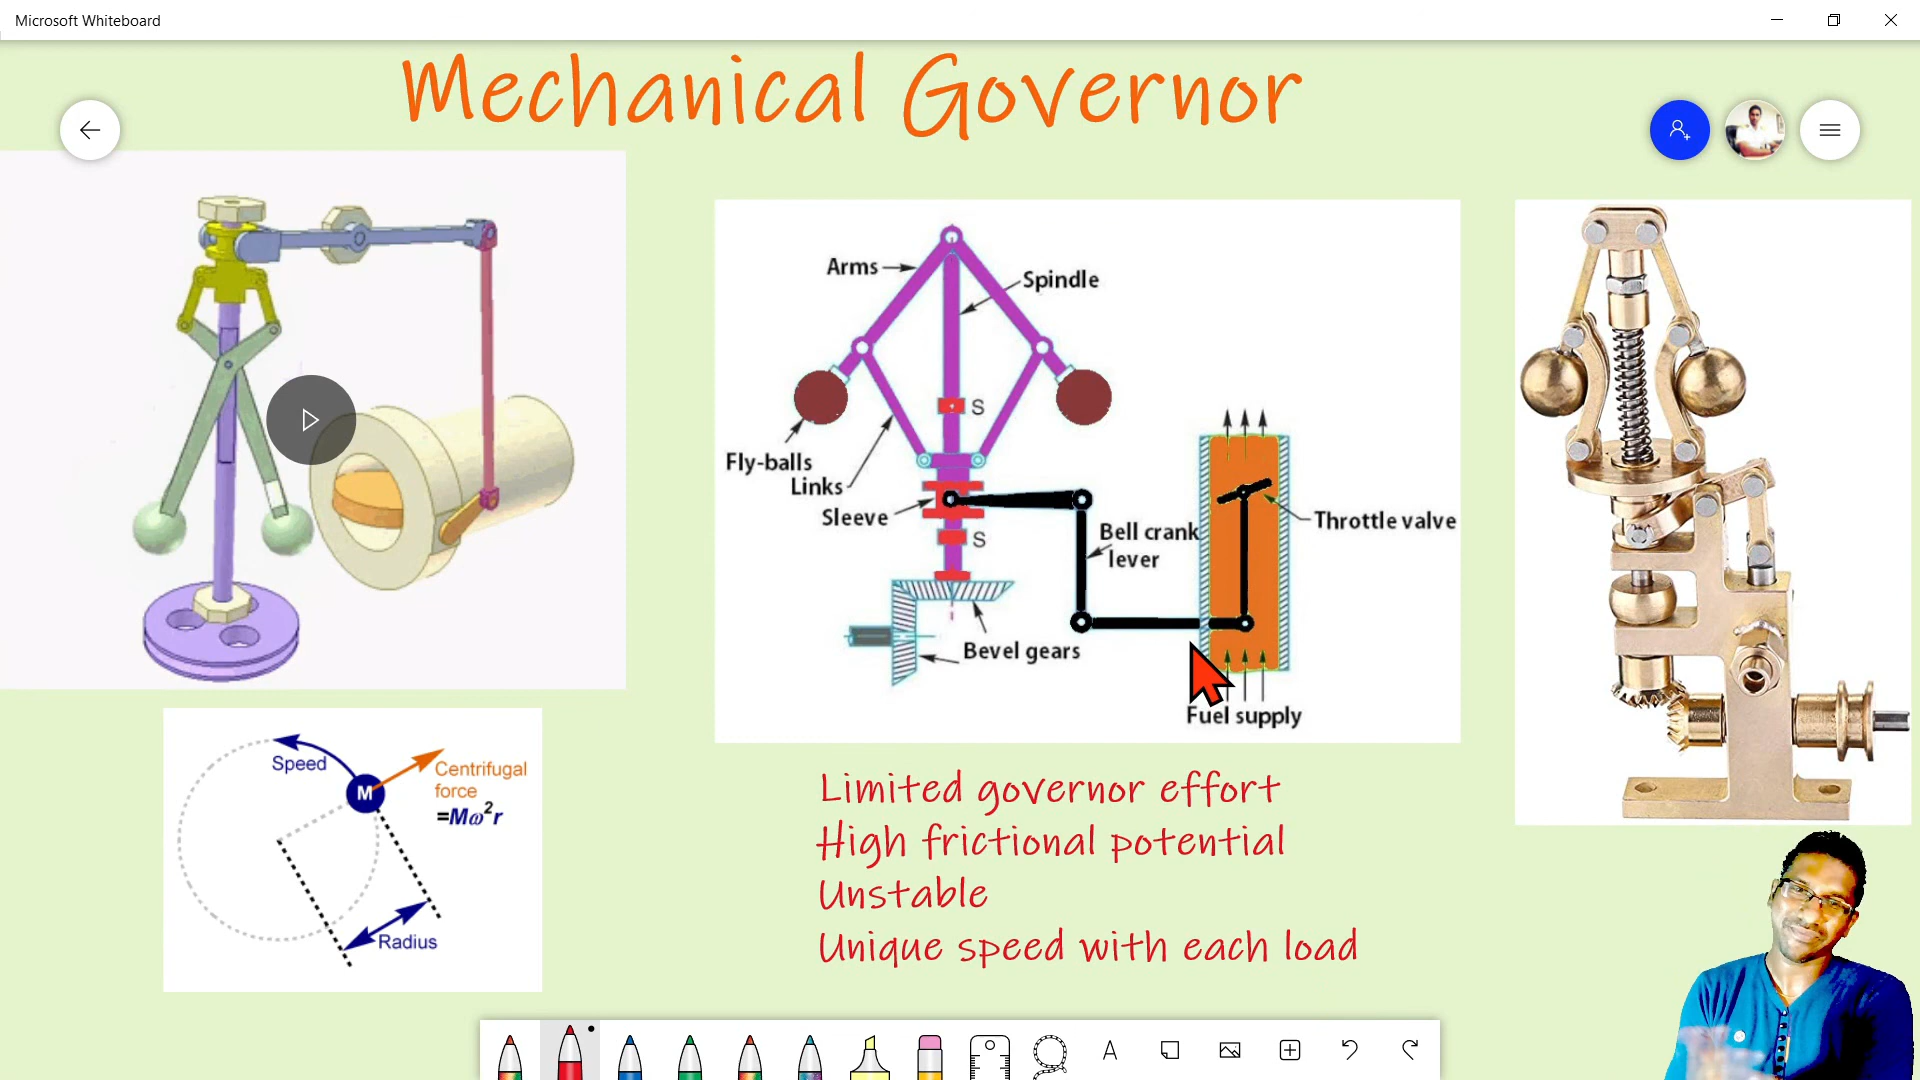 Microsoft Whiteboard
Mechanical Governor
Arms
Spindle
S
Fly-balls
Links
Sleeve
S
Bell crank
lever
Throttle valve
Bevel gears
Fuel supply
Speed
M
Centrifugal
force
=Mω²r
Radius
Limited governor effort
High frictional potential
Unstable
Unique speed with each load
A